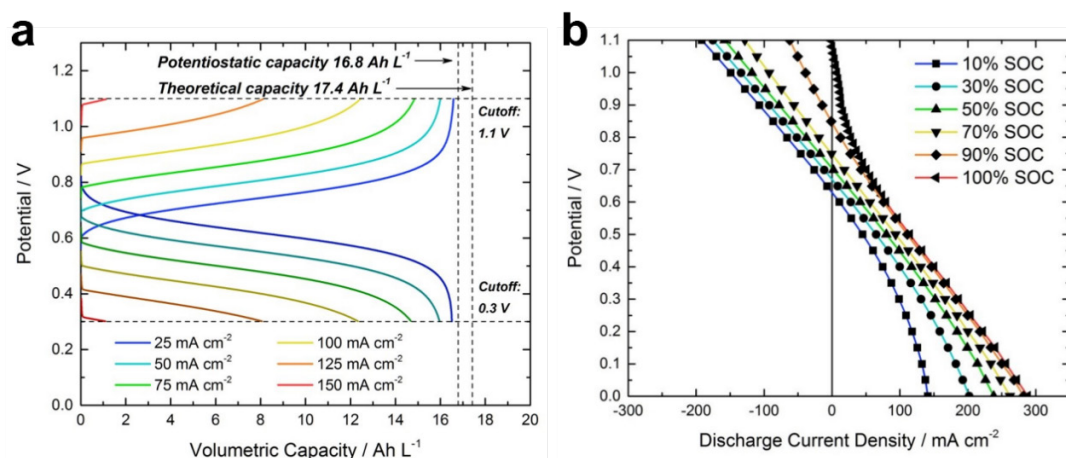 a
Potentiostatic capacity 16.8 Ah L⁻¹
Theoretical capacity 17.4 Ah L⁻¹
Cutoff:
1.1 V
Cutoff:
0.3 V
25 mA cm⁻²
50 mA cm⁻²
75 mA cm⁻²
100 mA cm⁻²
125 mA cm⁻²
150 mA cm⁻²
Potential / V
1.2
1.0
0.8
0.6
0.4
0.2
0.0
0 2 4 6 8 10 12 14 16 18 20
Volumetric Capacity / Ah L⁻¹
b
10% SOC
30% SOC
50% SOC
70% SOC
90% SOC
100% SOC
Potential / V
1.1
1.0
0.9
0.8
0.7
0.6
0.5
0.4
0.3
0.2
0.1
0.0
-300 -200 -100 0 100 200 300
Discharge Current Density / mA cm⁻²